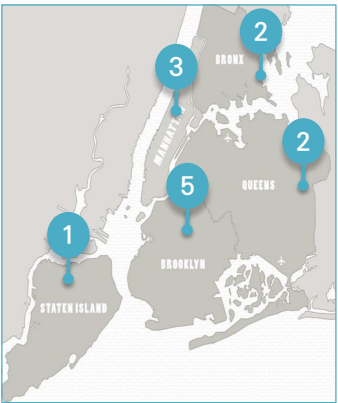 2
BRONX
3
MANHATTAN
2
QUEENS
5
BROOKLYN
1
STATEN ISLAND